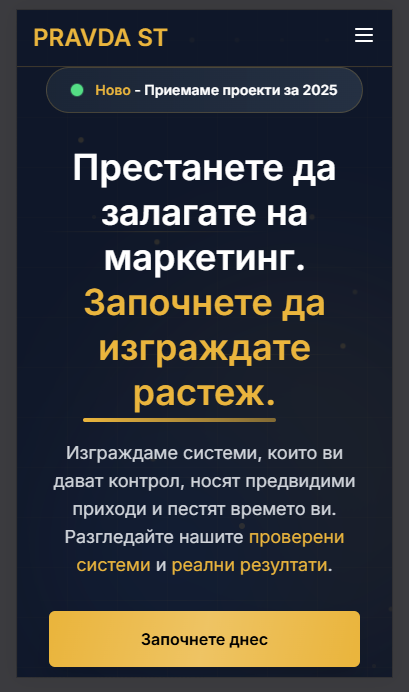 PRAVDA ST
Ново - Приемаме проекти за 2025
Престанете да
залагате на
маркетинг.
Започнете да
изграждате
растеж.
Изграждаме системи, които ви
дават контрол, носят предвидими
приходи и пестят времето ви.
Разгледайте нашите проверени
системи и реални резултати.
Започнете днес